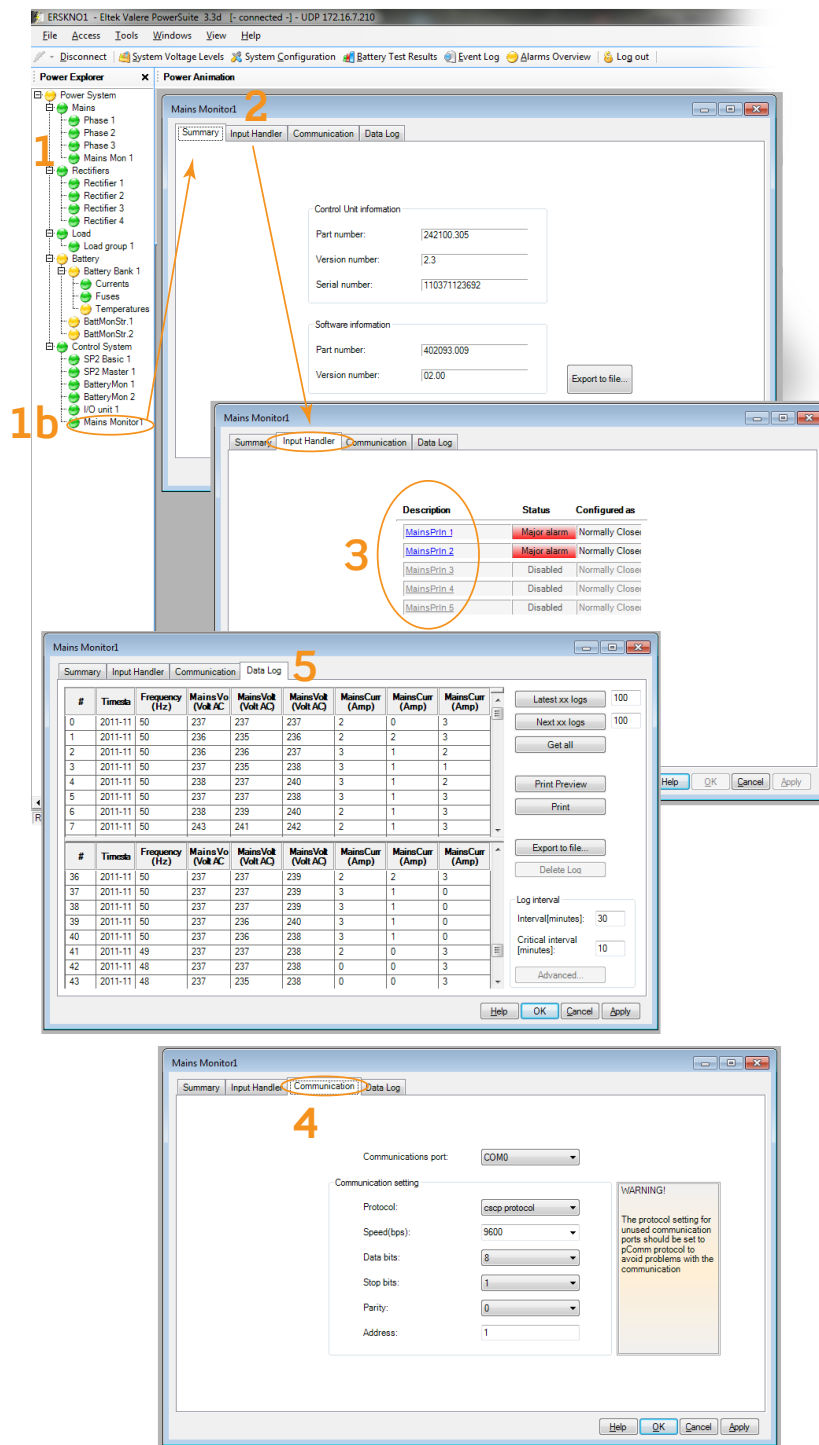 ERSKNO1 - Eltek Valere PowerSuite 3.3d [- connected -] - UDP 172.16.7.210
File Access Tools Windows View Help
Disconnect System Voltage Levels System Configuration Battery Test Results Event Log Alarms Overview Log out
Power Explorer x Power Animation
Power System
Mains
Phase 1
Phase 2
Phase 3
Mains Mon 1
Rectifiers
Rectifier 1
Rectifier 2
Rectifier 3
Rectifier 4
Load
Load group 1
Battery
Battery Bank 1
Currents
Fuses
Temperatures
BattMonStr.1
BattMonStr.2
Control System
SP2 Basic 1
SP2 Master 1
BatteryMon 1
BatteryMon 2
I/O unit 1
Mains Monitor1
1
1b
Mains Monitor1
2
Summary Input Handler Communication Data Log
Control Unit information
Part number: 242100.305
Version number: 2.3
Serial number: 110371123692
Software information
Part number: 402093.009
Version number: 02.00
Export to file...
Mains Monitor1
Summary Input Handler Communication Data Log
Description Status Configured as
MainsPrIn 1 Major alarm Normally Close
MainsPrIn 2 Major alarm Normally Close
MainsPrIn 3 Disabled Normally Close
MainsPrIn 4 Disabled Normally Close
MainsPrIn 5 Disabled Normally Close
3
Help OK Cancel Apply
R
Mains Monitor1
Summary Input Handler Communication Data Log
5
# Timesta Frequency (Hz) MainsVo (Volt AC MainsVolt (Volt AC) MainsVolt (Volt AC) MainsCurr (Amp) MainsCurr (Amp) MainsCurr (Amp)
0 2011-11 50 237 237 237 2 0 3
1 2011-11 50 236 235 236 2 2 3
2 2011-11 50 236 236 237 3 1 2
3 2011-11 50 237 235 238 3 1 1
4 2011-11 50 238 237 240 3 1 2
5 2011-11 50 237 237 238 3 1 3
6 2011-11 50 238 239 240 2 1 3
7 2011-11 50 243 241 242 2 1 3
# Timesta Frequency (Hz) MainsVo (Volt AC MainsVolt (Volt AC) MainsVolt (Volt AC) MainsCurr (Amp) MainsCurr (Amp) MainsCurr (Amp)
36 2011-11 50 237 237 239 2 2 3
37 2011-11 50 237 237 239 3 1 0
38 2011-11 50 237 237 239 3 1 0
39 2011-11 50 237 236 240 3 1 0
40 2011-11 50 237 236 238 3 1 0
41 2011-11 49 237 237 238 2 0 3
42 2011-11 48 237 237 238 0 0 3
43 2011-11 48 237 235 238 0 0 3
Latest xx logs 100
Next xx logs 100
Get all
Print Preview
Print
Export to file...
Delete Log
Log interval
Interval[minutes]: 30
Critical interval
[minutes]: 10
Advanced...
Help OK Cancel Apply
Mains Monitor1
Summary Input Handler Communication Data Log
4
Communications port: COM0
Communication setting
Protocol: cscp protocol
Speed(bps): 9600
Data bits: 8
Stop bits: 1
Parity: 0
Address: 1
WARNING!
The protocol setting for
unused communication
ports should be set to
pComm protocol to
avoid problems with the
communication
Help OK Cancel Apply